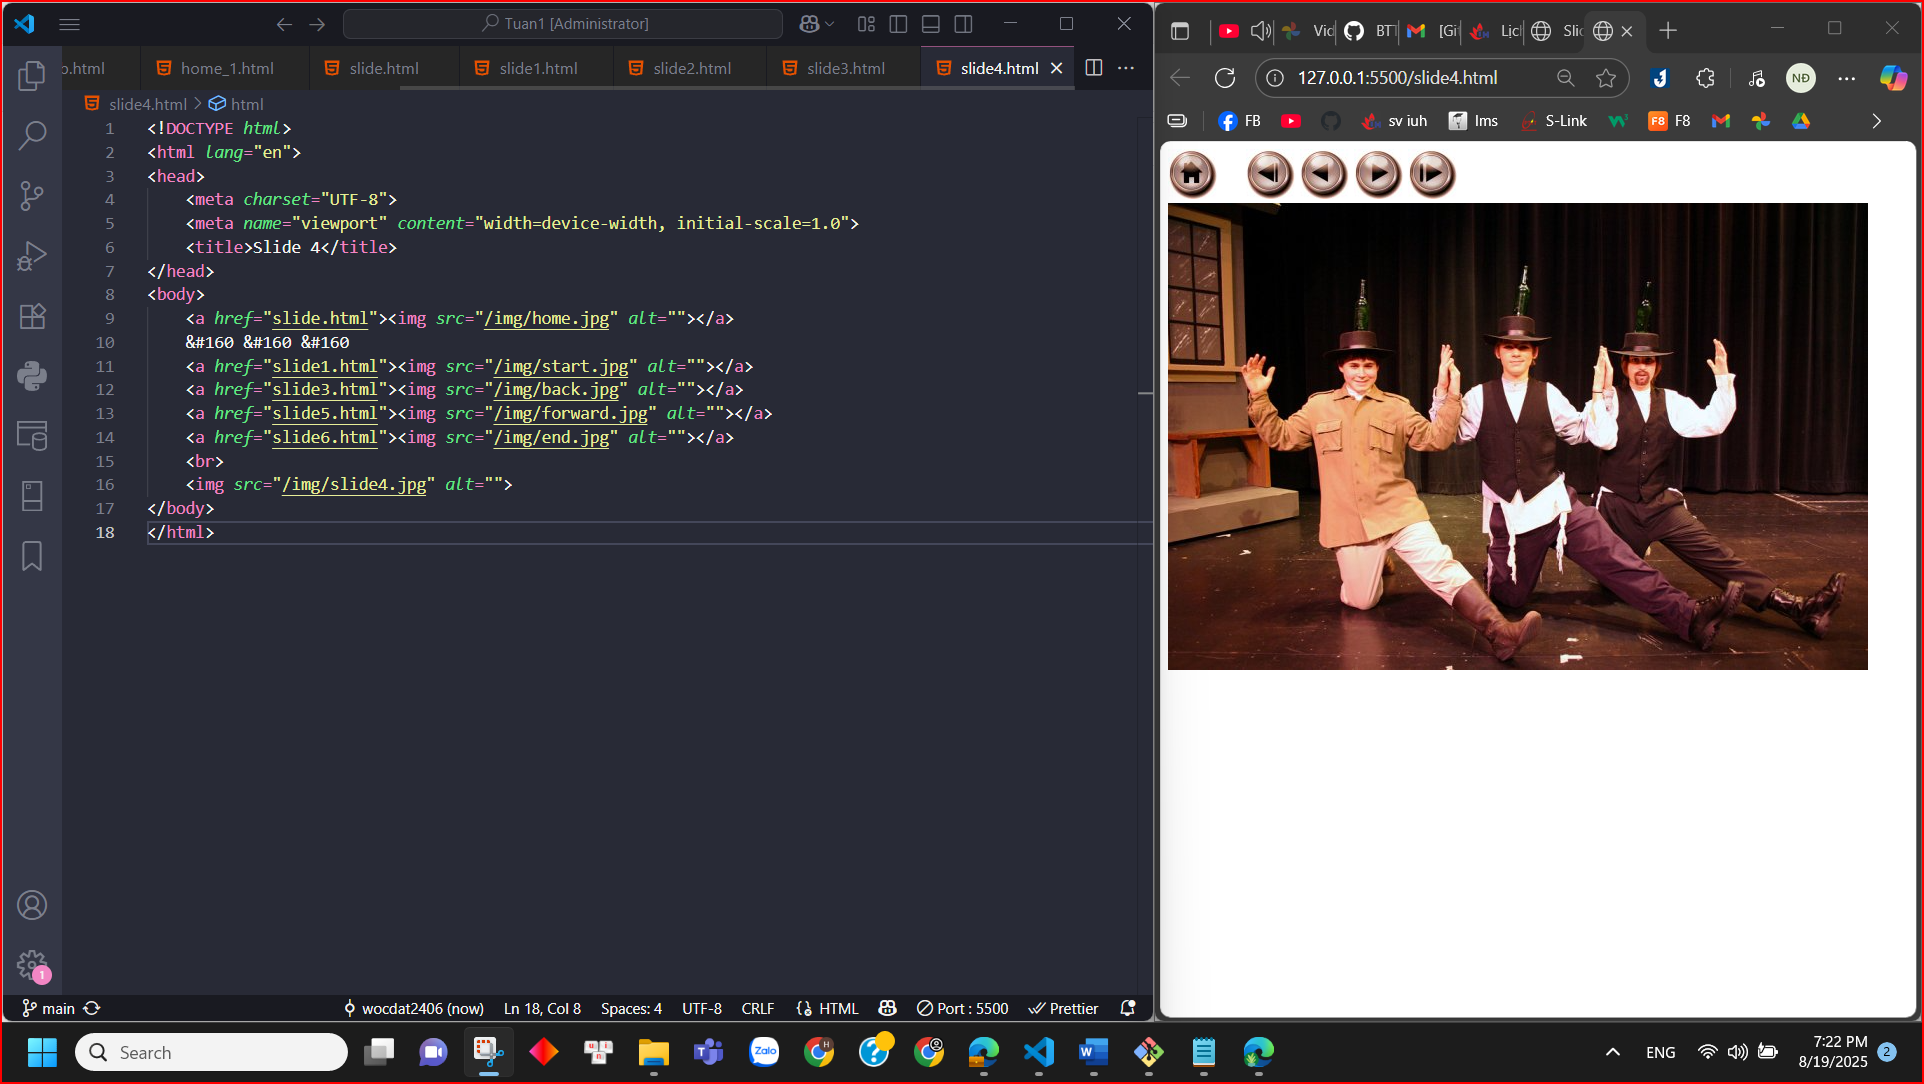 Tuan1 [Administrator]
o.html
home_1.html
slide.html
slide1.html
slide2.html
slide3.html
slide4.html
slide4.html > html
1 <!DOCTYPE html>
2 <html lang="en">
3 <head>
4 <meta charset="UTF-8">
5 <meta name="viewport" content="width=device-width, initial-scale=1.0">
6 <title>Slide 4</title>
7 </head>
8 <body>
9 <a href="slide.html"><img src="/img/home.jpg" alt=""></a>
10 &#160 &#160 &#160
11 <a href="slide1.html"><img src="/img/start.jpg" alt=""></a>
12 <a href="slide3.html"><img src="/img/back.jpg" alt=""></a>
13 <a href="slide5.html"><img src="/img/forward.jpg" alt=""></a>
14 <a href="slide6.html"><img src="/img/end.jpg" alt=""></a>
15 <br>
16 <img src="/img/slide4.jpg" alt="">
17 </body>
18 </html>
1
main
wocdat2406 (now)
Ln 18, Col 8
Spaces: 4
UTF-8
CRLF
HTML
Port : 5500
Prettier
Vid
BT
[Gi
Lịc
Slic
127.0.0.1:5500/slide4.html
NĐ
FB
sv iuh
lms
S-Link
F8
F8
Search
Zalo
H
ENG
7:22 PM
8/19/2025
2